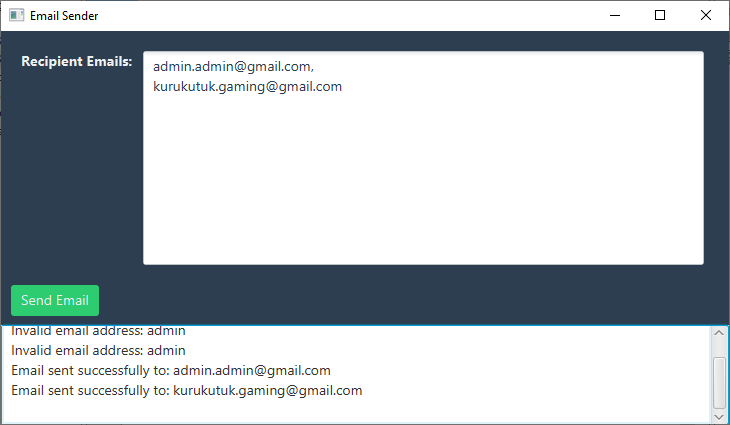 Email Sender
Recipient Emails:
admin.admin@gmail.com,
kurukutuk.gaming@gmail.com
Send Email
Invalid email address: admin
Invalid email address: admin
Email sent successfully to: admin.admin@gmail.com
Email sent successfully to: kurukutuk.gaming@gmail.com